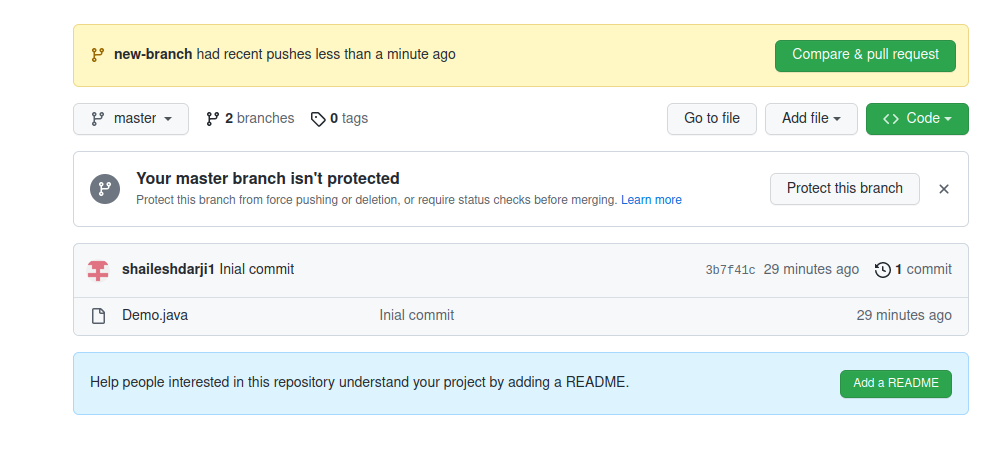 new-branch had recent pushes less than a minute ago Compare & pull request
master 2 branches 0 tags Go to file Add file Code
Your master branch isn't protected
Protect this branch from force pushing or deletion, or require status checks before merging. Learn more Protect this branch
shaileshdarji1 Inial commit 3b7f41c 29 minutes ago 1 commit
Demo.java Inial commit 29 minutes ago
Help people interested in this repository understand your project by adding a README. Add a README